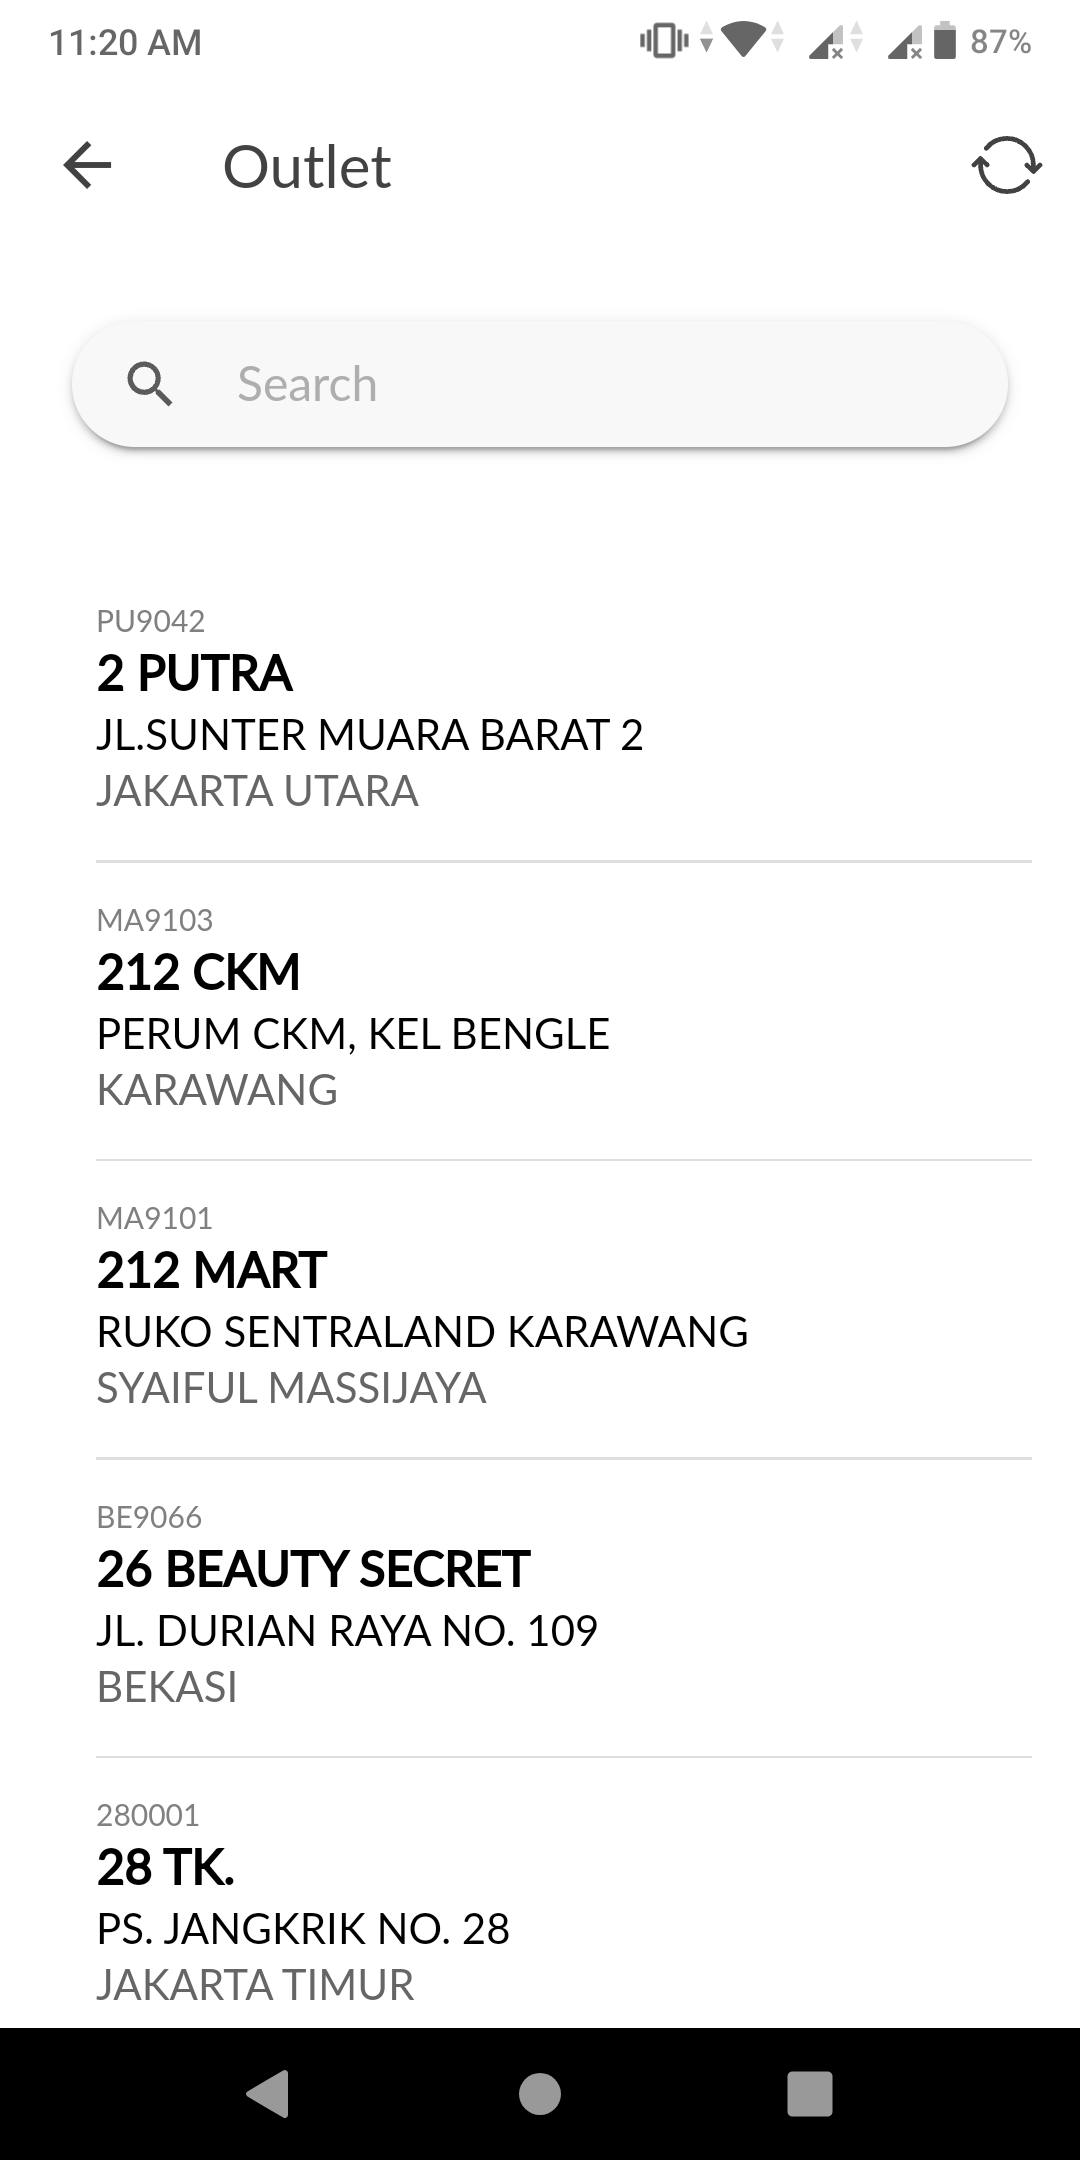 11:20 AM
87%
Outlet
Search
PU9042
2 PUTRA
JL.SUNTER MUARA BARAT 2
JAKARTA UTARA
MA9103
212 CKM
PERUM CKM, KEL BENGLE
KARAWANG
MA9101
212 MART
RUKO SENTRALAND KARAWANG
SYAIFUL MASSIJAYA
BE9066
26 BEAUTY SECRET
JL. DURIAN RAYA NO. 109
BEKASI
280001
28 TK.
PS. JANGKRIK NO. 28
JAKARTA TIMUR